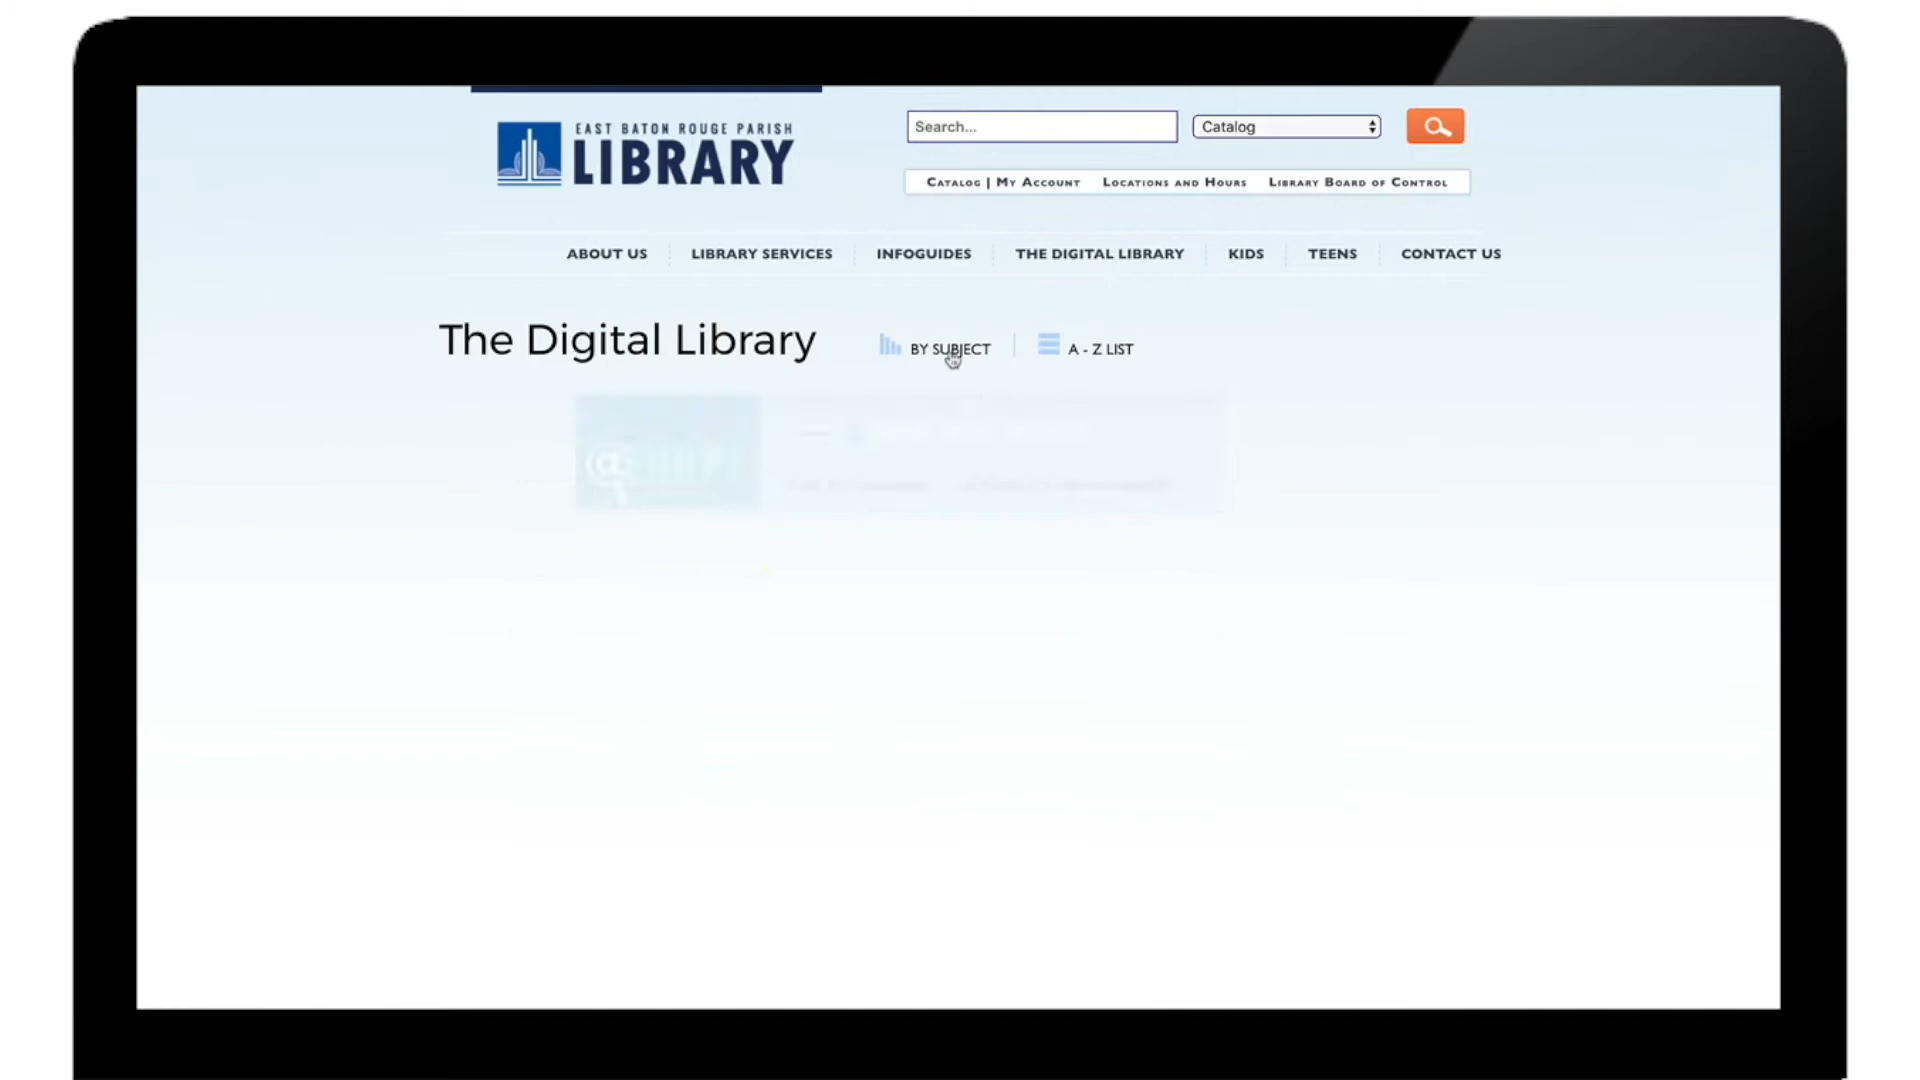 EAST BATON ROUGE PARISH
LIBRARY
Search...
Catalog
Catalog | My Account
Locations and Hours
Library Board of Control
ABOUT US
LIBRARY SERVICES
INFOGUIDES
THE DIGITAL LIBRARY
KIDS
TEENS
CONTACT US
The Digital Library
BY SUBJECT
A - Z LIST